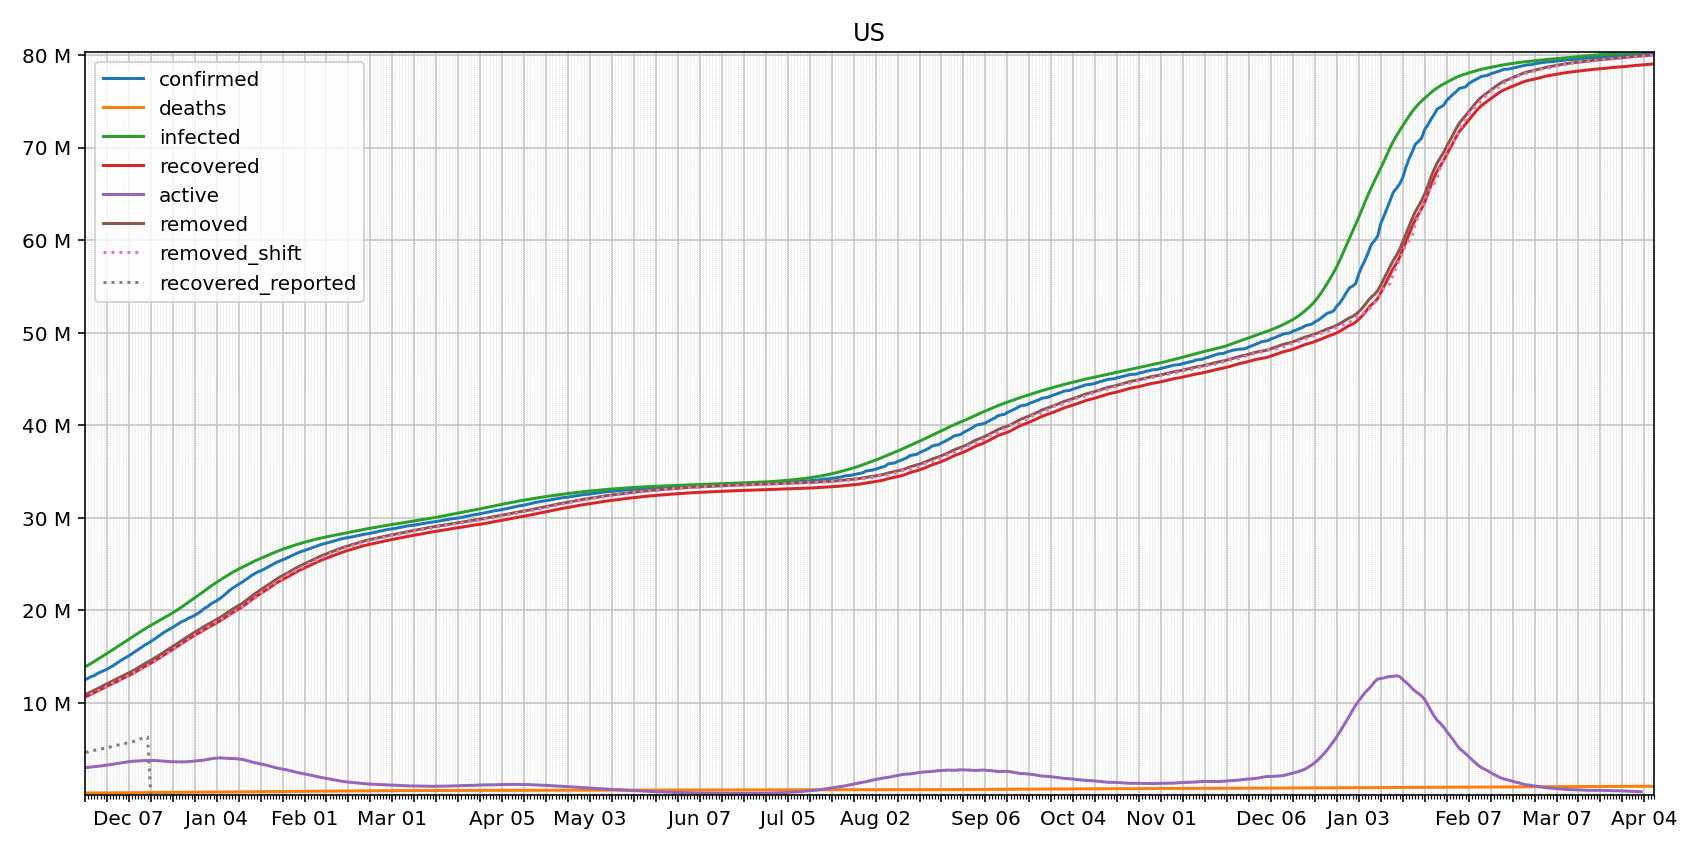 US
80 M
70 M
60 M
50 M
40 M
30 M
20 M
10 M
confirmed
deaths
infected
recovered
active
removed
removed_shift
recovered_reported
Dec 07 Jan 04 Feb 01 Mar 01 Apr 05 May 03 Jun 07 Jul 05 Aug 02 Sep 06 Oct 04 Nov 01 Dec 06 Jan 03 Feb 07 Mar 07 Apr 04